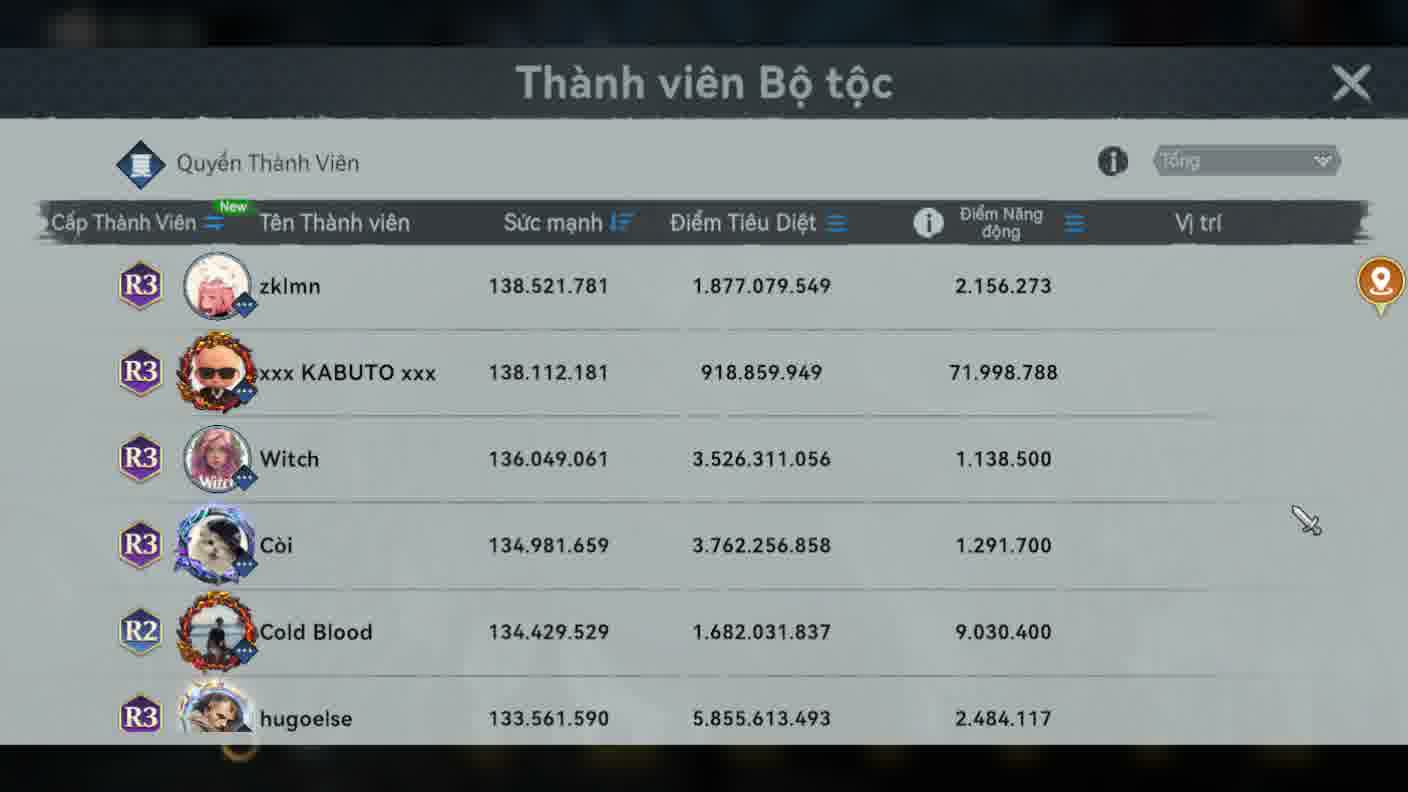 Thành viên Bộ tộc
Quyền Thành Viên
Tổng
Cấp Thành Viên New Tên Thành viên Sức mạnh Điểm Tiêu Diệt Điểm Năng động Vị trí
R3 zklmn 138.521.781 1.877.079.549 2.156.273
R3 xxx KABUTO xxx 138.112.181 918.859.949 71.998.788
R3 Witch 136.049.061 3.526.311.056 1.138.500
R3 Còi 134.981.659 3.762.256.858 1.291.700
R2 Cold Blood 134.429.529 1.682.031.837 9.030.400
R3 hugoelse 133.561.590 5.855.613.493 2.484.117